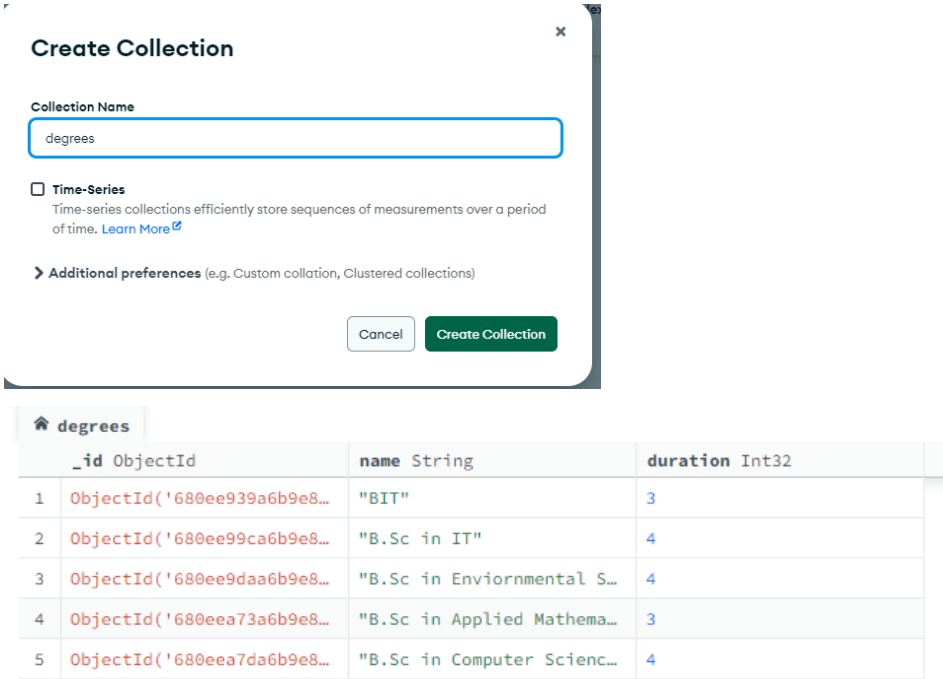 Create Collection
Collection Name
degrees
Time-Series
Time-series collections efficiently store sequences of measurements over a period
of time. Learn More
Additional preferences (e.g. Custom collation, Clustered collections)
Cancel Create Collection
degrees
_id ObjectId name String duration Int32
1 ObjectId('680ee939a6b9e8… "BIT" 3
2 ObjectId('680ee99ca6b9e8… "B.Sc in IT" 4
3 ObjectId('680ee9daa6b9e8… "B.Sc in Enviornmental S… 4
4 ObjectId('680eea73a6b9e8… "B.Sc in Applied Mathema… 3
5 ObjectId('680eea7da6b9e8… "B.Sc in Computer Scienc… 4